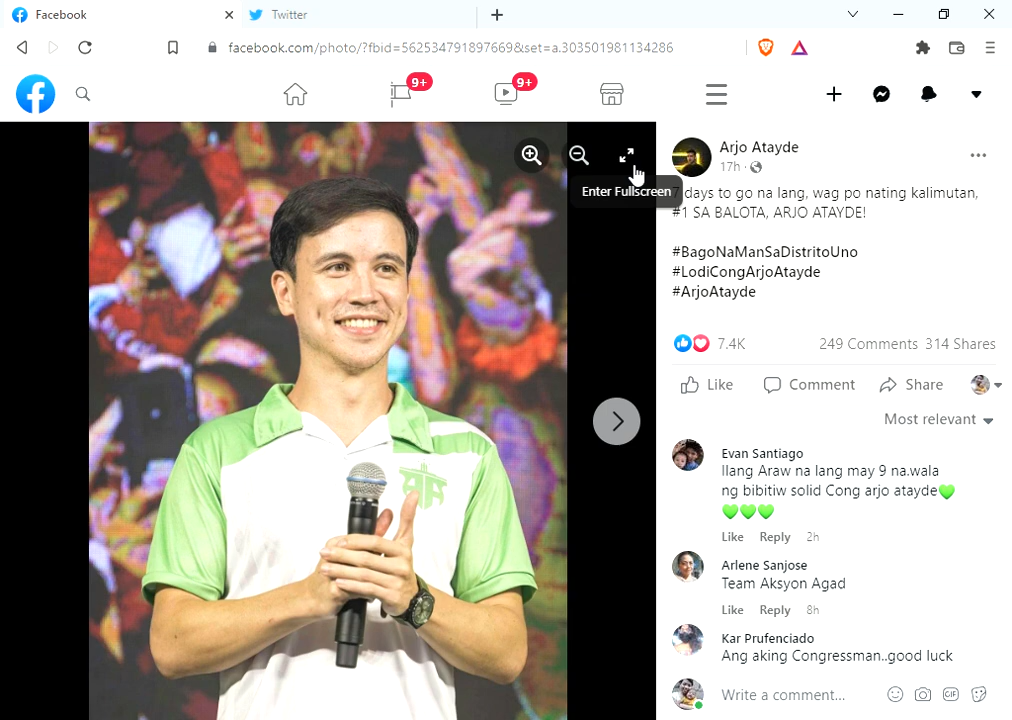 Facebook
Twitter
facebook.com/photo/?fbid=562534791897669&set=a.303501981134286
9+
9+
Enter Fullscreen
Arjo Atayde
17h
7 days to go na lang, wag po nating kalimutan,
#1 SA BALOTA, ARJO ATAYDE!
#BagoNaManSaDistritoUno
#LodiCongArjoAtayde
#ArjoAtayde
7.4K 249 Comments 314 Shares
Like Comment Share
Most relevant
Evan Santiago
Ilang Araw na lang may 9 na.wala
ng bibitiw solid Cong arjo atayde💚
💚💚💚
Like Reply 2h
Arlene Sanjose
Team Aksyon Agad
Like Reply 8h
Kar Prufenciado
Ang aking Congressman..good luck
Write a comment...
GIF